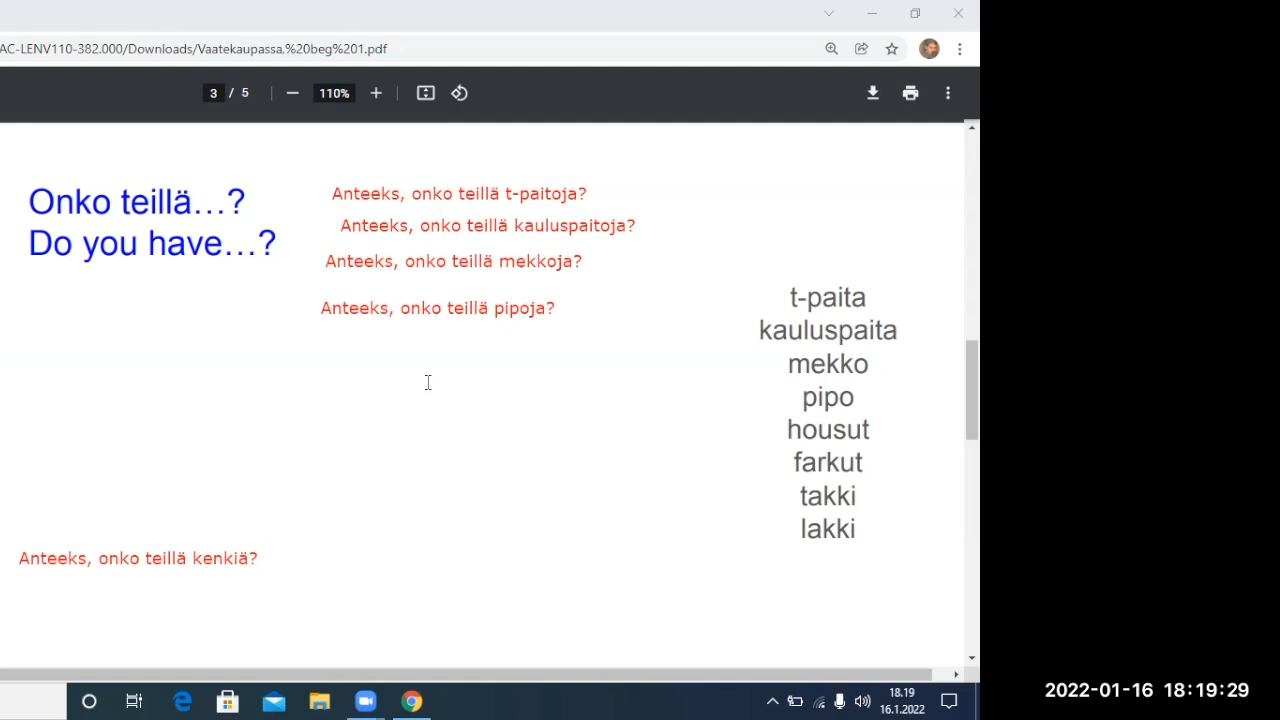 AC-LENV110-382.000/Downloads/Vaatekaupassa,%20beg%201.pdf
3 / 5
110%
Onko teillä…?
Do you have…?
Anteeks, onko teillä t-paitoja?
Anteeks, onko teillä kauluspaitoja?
Anteeks, onko teillä mekkoja?
Anteeks, onko teillä pipoja?
t-paita
kauluspaita
mekko
pipo
housut
farkut
takki
lakki
Anteeks, onko teillä kenkiä?
18.19
16.1.2022
2022-01-16 18:19:29